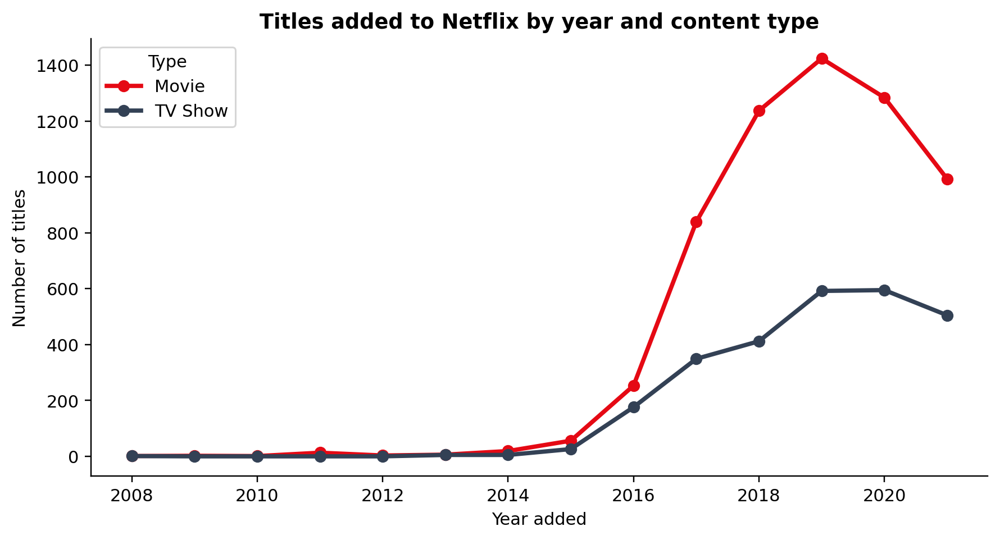 Titles added to Netflix by year and content type
Type
Movie
TV Show
Number of titles
1400
1200
1000
800
600
400
200
0
2008 2010 2012 2014 2016 2018 2020
Year added